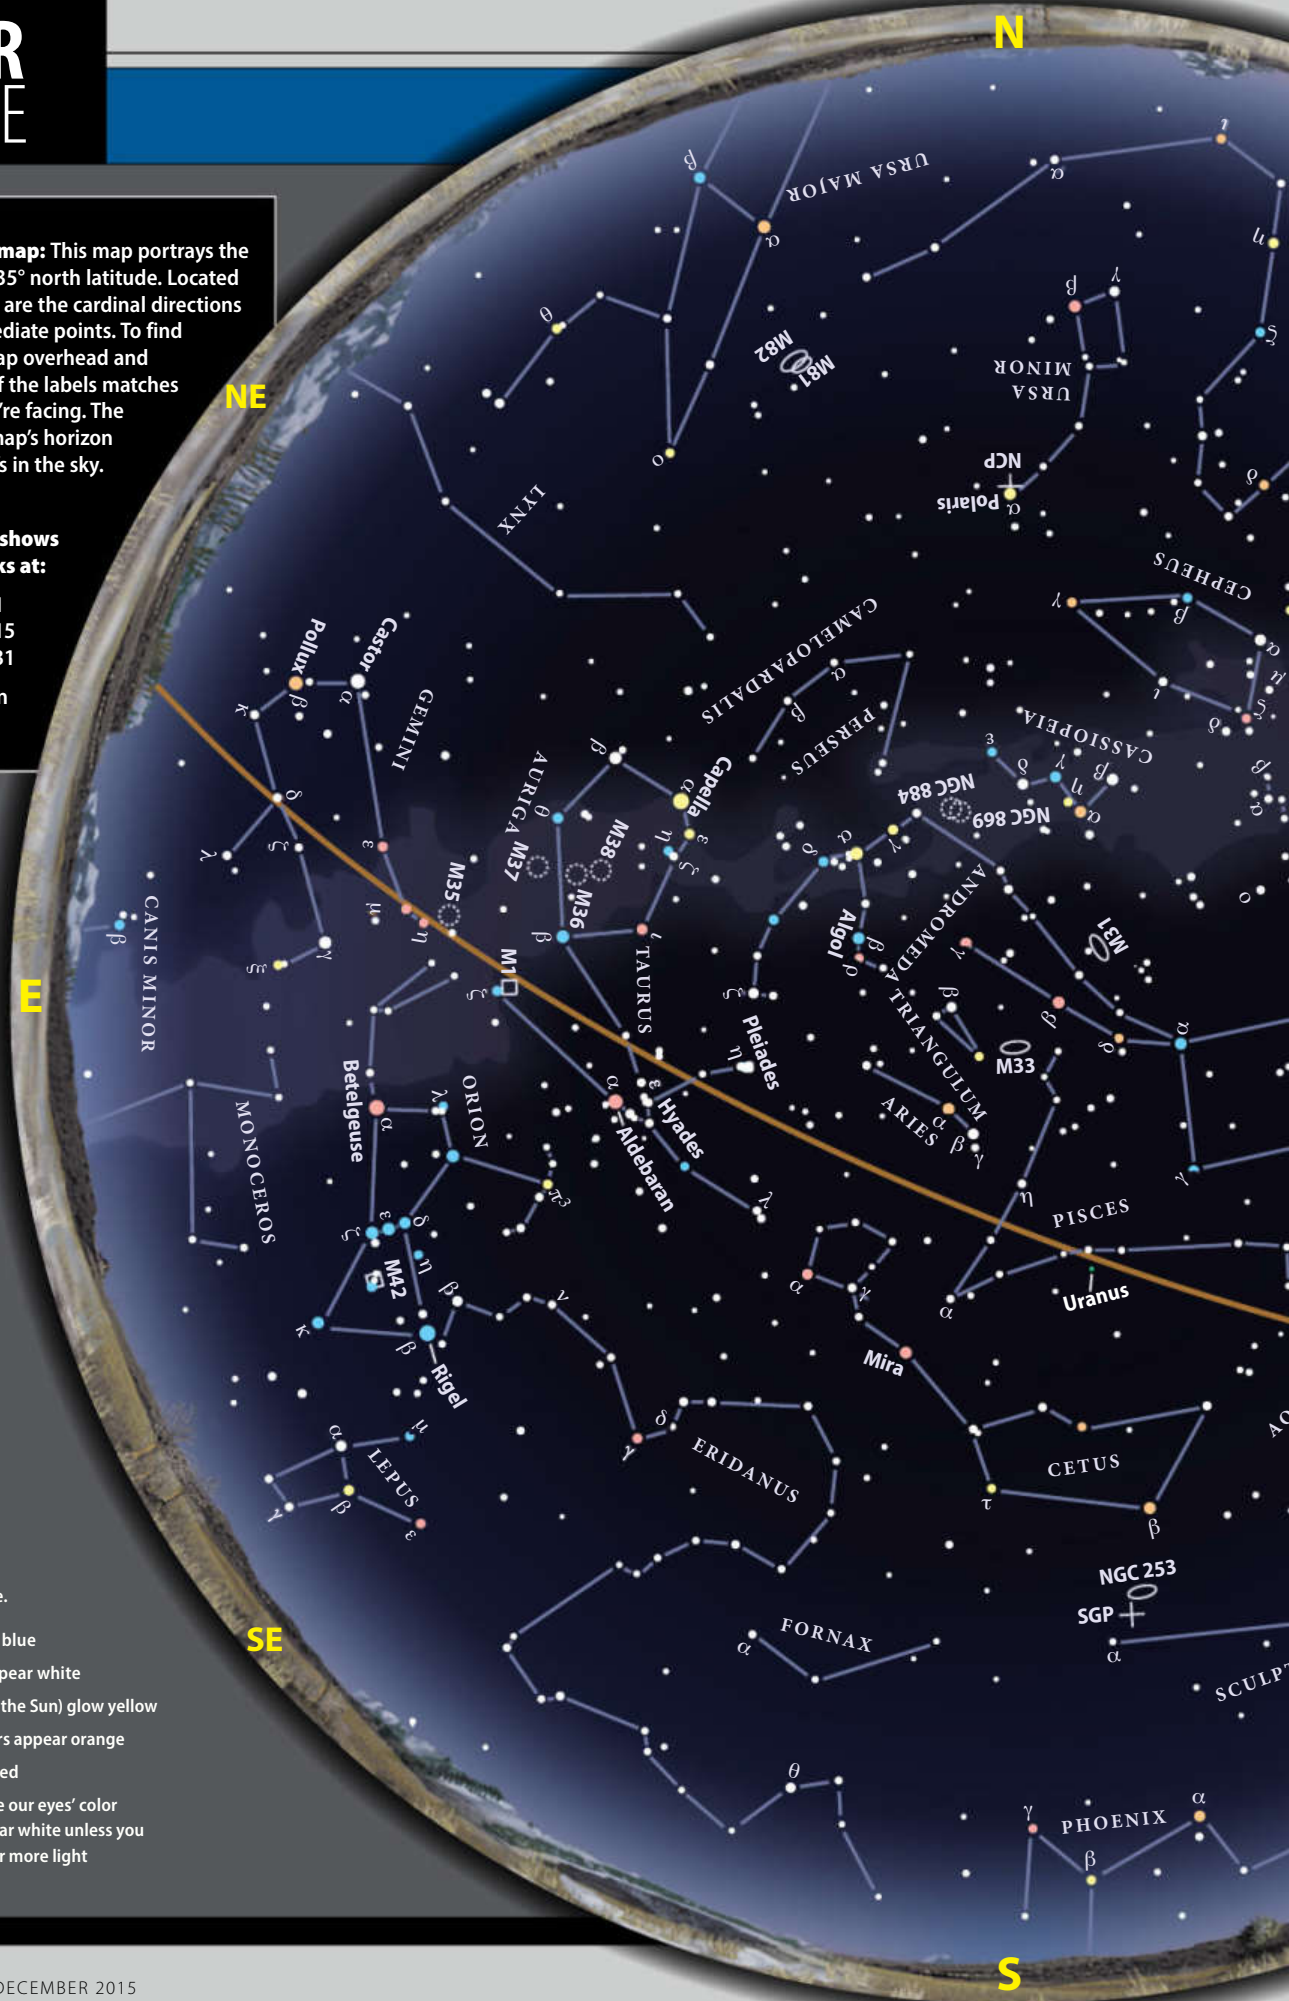 R
E
map: This map portrays the
35° north latitude. Located
are the cardinal directions
ediate points. To find
ap overhead and
f the labels matches
're facing. The
map's horizon
s in the sky.
shows
ks at:
15
31
N
NE
E
SE
S
URSA MAJOR
β
α
ο
θ
M82
M81
α
ι
η
ζ
δ
β
γ
URSA
MINOR
NCP
Polaris
α
LYNX
CEPHEUS
γ
β
α
ι
μ
ζ
δ
CAMELOPARDALIS
α
β
PERSEUS
CASSIOPEIA
ε
δ
γ
β
η
α
NGC 884
NGC 869
β
α
ο
Pollux
Castor
β
α
κ
GEMINI
δ
ζ
λ
ε
μ
η
γ
ξ
M35
AURIGA
β
α
Capella
θ
η
ε
ζ
M37
M38
M36
β
ι
δ
α
γ
Algol
β
ρ
ξ
ANDROMEDA
γ
β
δ
α
M31
TRIANGULUM
β
M33
γ
CANIS MINOR
β
M1
ζ
TAURUS
Pleiades
η
ε
α
Hyades
Aldebaran
λ
ARIES
α
β
γ
Betelgeuse
α
λ
ORION
π3
MONOCEROS
ζ
ε
δ
η
M42
κ
β
Rigel
β
ν
γ
δ
ERIDANUS
θ
PISCES
η
α
Uranus
α
γ
Mira
CETUS
τ
β
LEPUS
α
μ
β
γ
ε
NGC 253
SGP
α
SCULPT
FORNAX
α
PHOENIX
γ
β
α
e.
blue
pear white
the Sun) glow yellow
rs appear orange
ed
e our eyes' color
ar white unless you
r more light
DECEMBER 2015